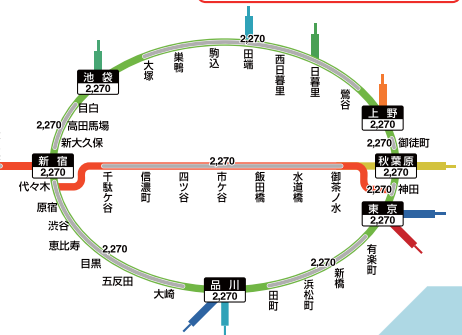 2,270
大塚
巣鴨
駒込
田端
西日暮里
日暮里
鶯谷
池袋
2,270
上野
2,270
目白
2,270
高田馬場
新大久保
2,270
御徒町
新宿
2,270
2,270
秋葉原
2,270
代々木
千駄ケ谷
信濃町
四ツ谷
市ケ谷
飯田橋
水道橋
御茶ノ水
2,270
神田
原宿
東京
2,270
渋谷
恵比寿
2,270
目黒
五反田
大崎
品川
2,270
田町
浜松町
2,270
新橋
有楽町